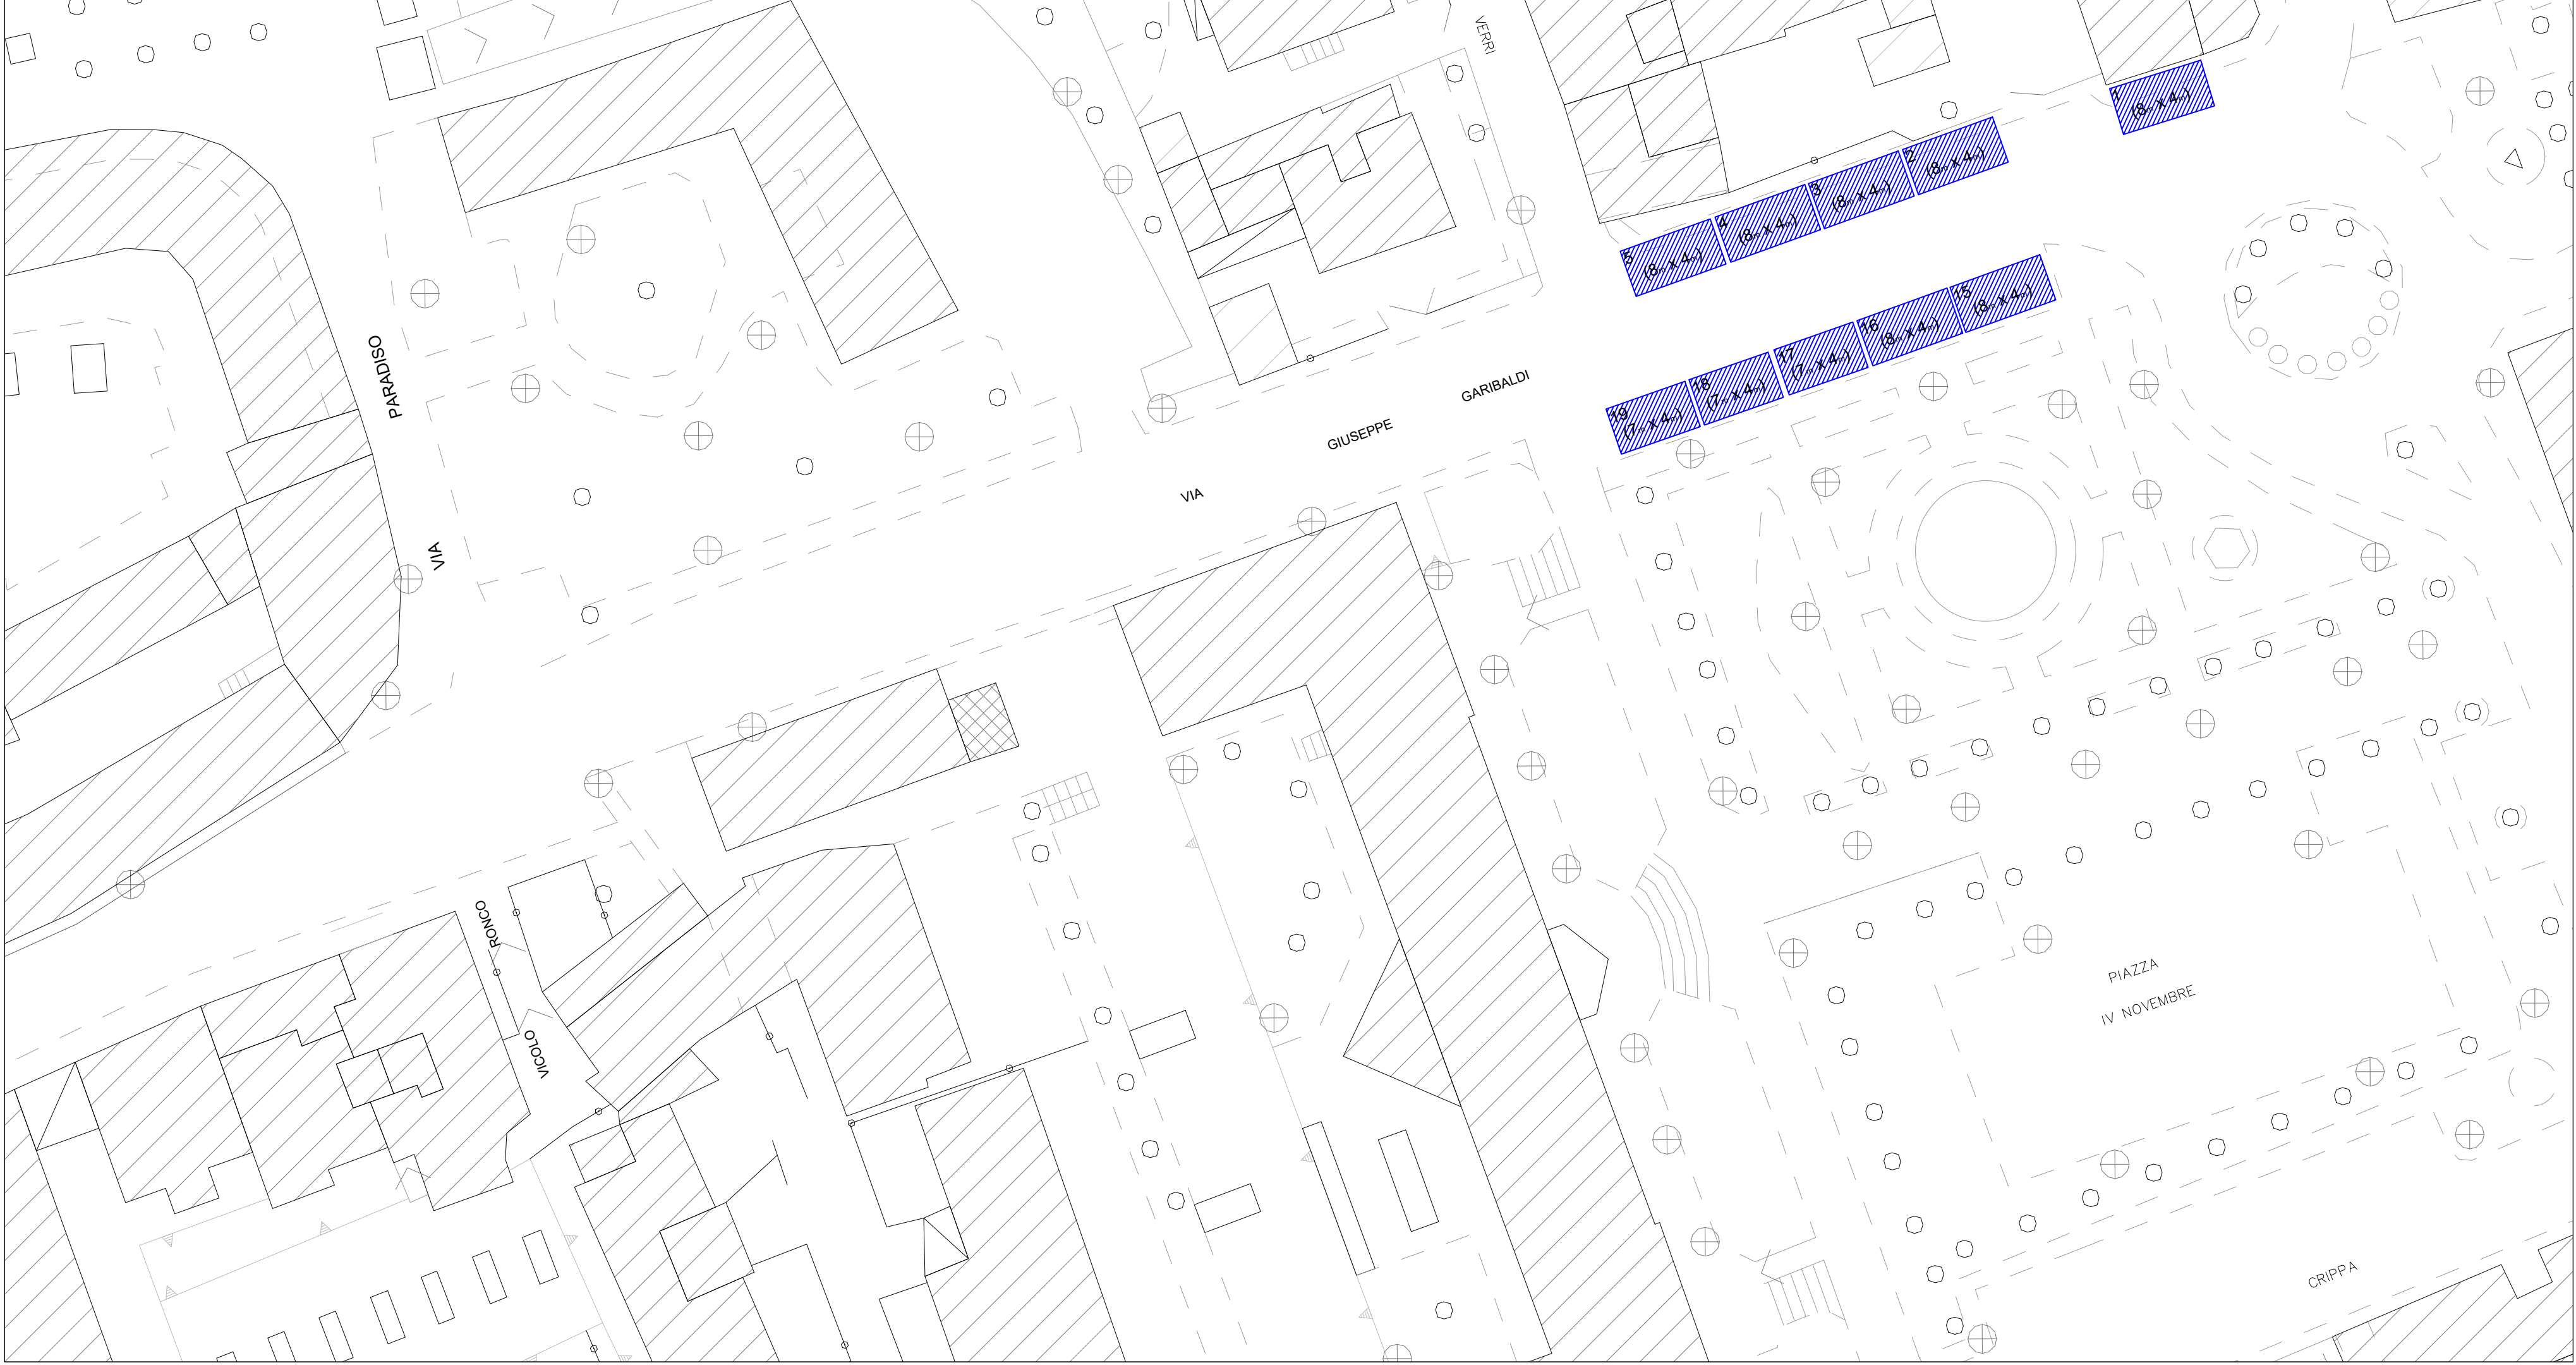 VERRI
1
(8m x 4m)
2
(8m x 4m)
3
(8m x 4m)
4
(8m x 4m)
5
(8m x 4m)
15
(8m x 4m)
16
(8m x 4m)
17
(7m x 4m)
18
(7m x 4m)
19
(7m x 4m)
VIA PARADISO
VIA GIUSEPPE GARIBALDI
VICOLO RONCO
PIAZZA
IV NOVEMBRE
CRIPPA